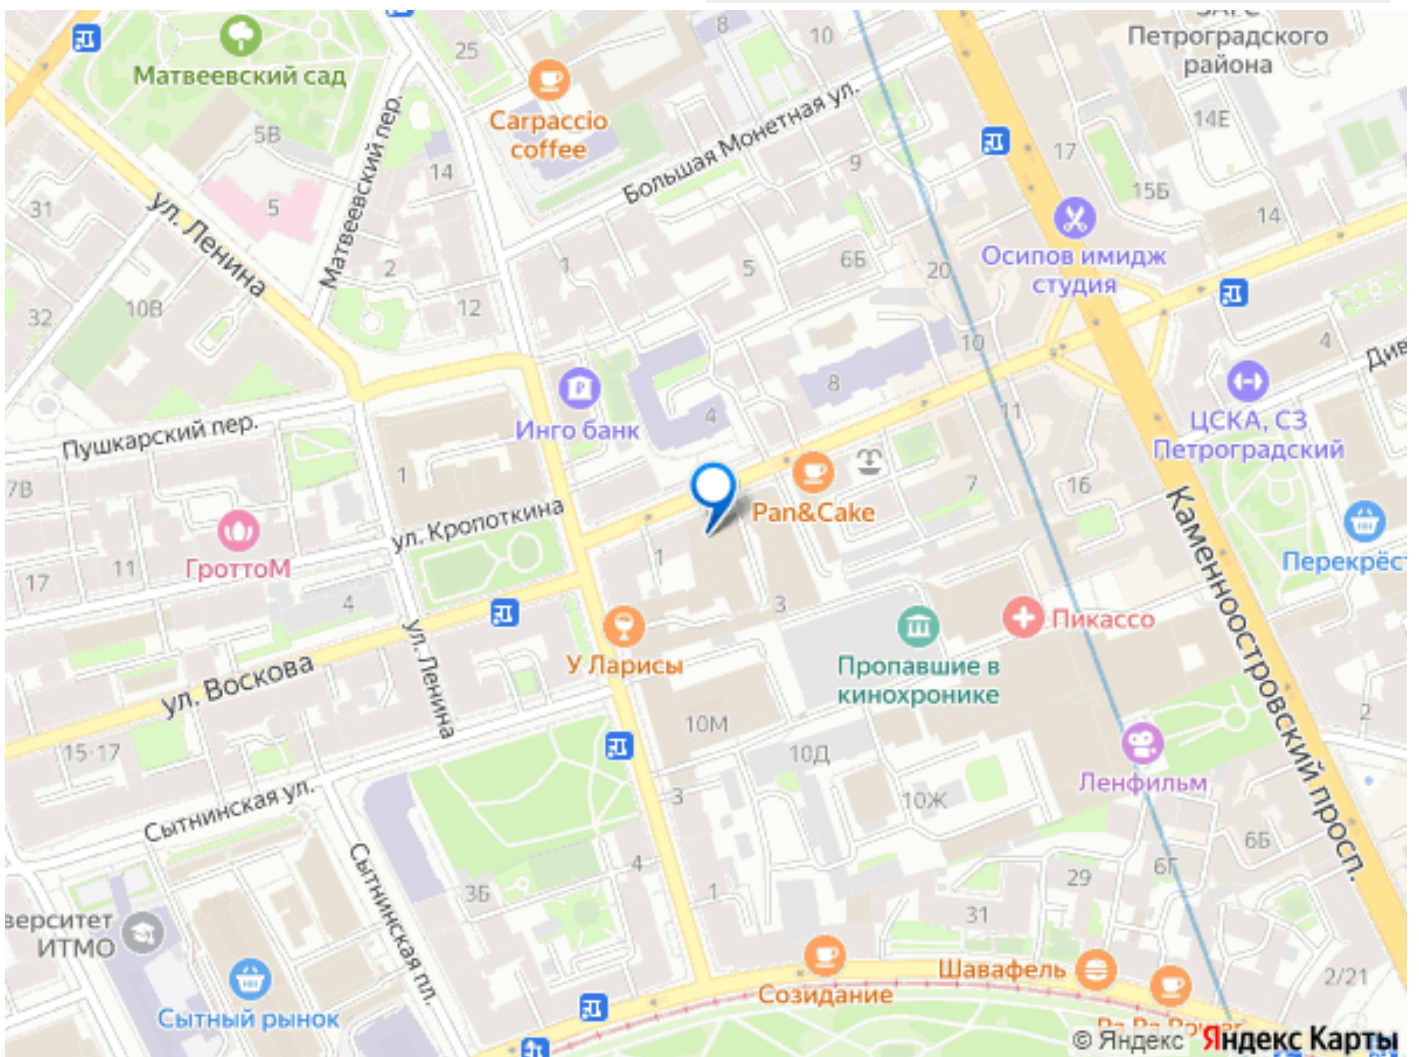 Петроградского
района
Матвеевский сад
25
8
10
Carpaccio
coffee
Большая Монетная ул.
14Е
5В
Матвеевский пер.
17
9
14
15Б
31
5
14
ул. Ленина
Осипов имидж
студия
2
1
5
6Б
20
32
10В
12
10
4
Див
8
Инго банк
4
11
ЦСКА, СЗ
Петроградский
Пушкарский пер.
1
7В
7
16
Pan&Cake
ул. Кропоткина
Каменноостровский просп.
ГроттоМ
11
17
1
Перекрёс
4
3
Пикассо
У Ларисы
Пропавшие в
кинохронике
ул. Воскова
ул. Ленина
10М
2
15-17
10Д
Ленфильм
Сытнинская ул.
3
10Ж
6Б
4
6Г
Сытнинская пл.
3Б
1
29
31
верситет
ИТМО
Шавафель
2/21
Созидание
Сытный рынок
© Яндекс Яндекс Карты